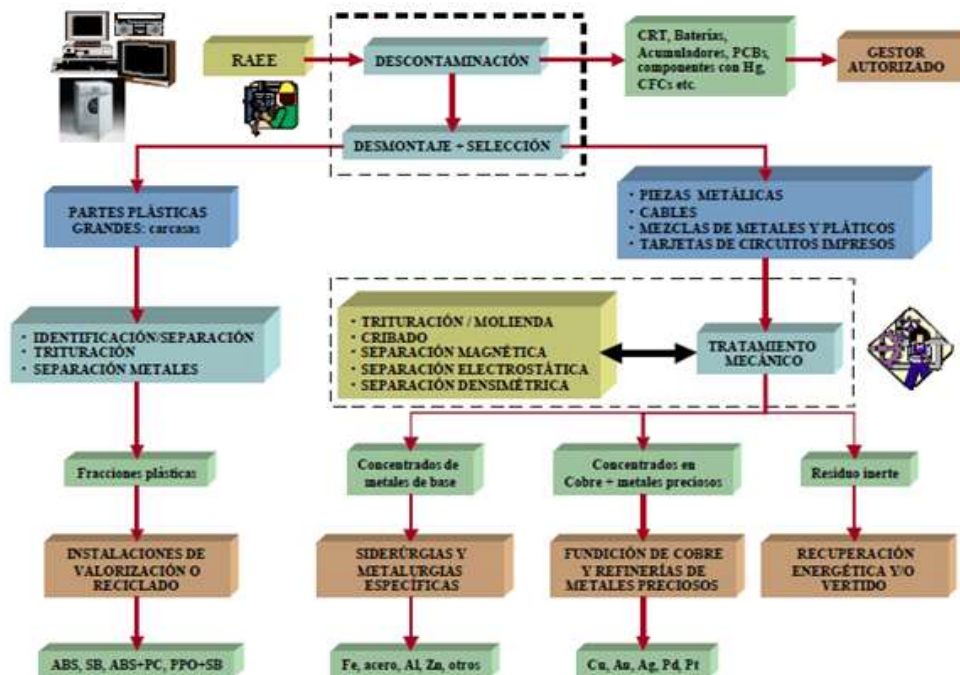 RAEE
DESCONTAMINACIÓN
CRT, Baterías,
Acumuladores, PCBs,
componentes con Hg,
CFCs etc.
GESTOR
AUTORIZADO
DESMONTAJE + SELECCIÓN
PARTES PLÁSTICAS
GRANDES: carcasas
· PIEZAS METÁLICAS
· CABLES
· MEZCLAS DE METALES Y PLÁTICOS
· TARJETAS DE CIRCUITOS IMPRESOS
· IDENTIFICACIÓN/SEPARACIÓN
· TRITURACIÓN
· SEPARACIÓN METALES
· TRITURACIÓN / MOLIENDA
· CRIBADO
· SEPARACIÓN MAGNÉTICA
· SEPARACIÓN ELECTROSTÁTICA
· SEPARACIÓN DENSIMÉTRICA
TRATAMIENTO
MECÁNICO
Fracciones plásticas
Concentrados de
metales de base
Concentrados en
Cobre + metales preciosos
Residuo inerte
INSTALACIONES DE
VALORIZACIÓN O
RECICLADO
SIDERÚRGIAS Y
METALURGIAS
ESPECÍFICAS
FUNDICIÓN DE COBRE
Y REFINERÍAS DE
METALES PRECIOSOS
RECUPERACIÓN
ENERGÉTICA Y/O
VERTIDO
ABS, SB, ABS+PC, PPO+SB
Fe, acero, Al, Zn, otros
Cu, Au, Ag, Pd, Pt